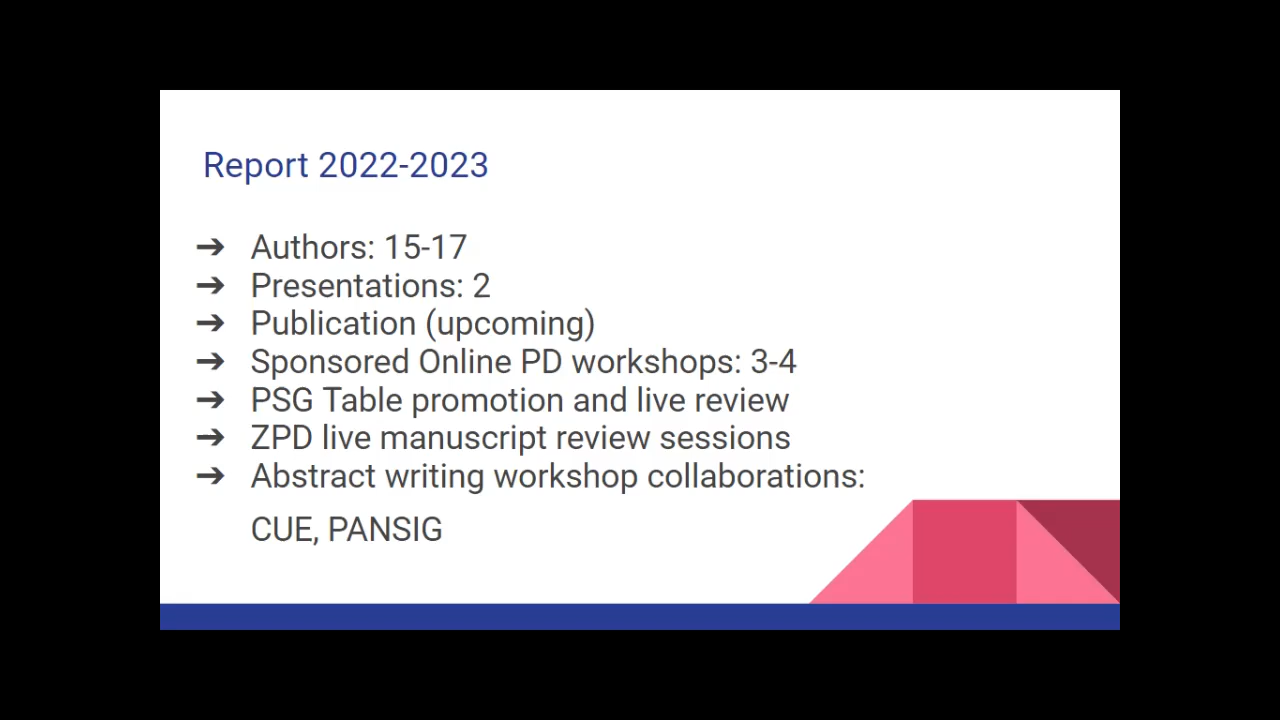 Report 2022-2023
➔ Authors: 15-17
➔ Presentations: 2
➔ Publication (upcoming)
➔ Sponsored Online PD workshops: 3-4
➔ PSG Table promotion and live review
➔ ZPD live manuscript review sessions
➔ Abstract writing workshop collaborations:
CUE, PANSIG